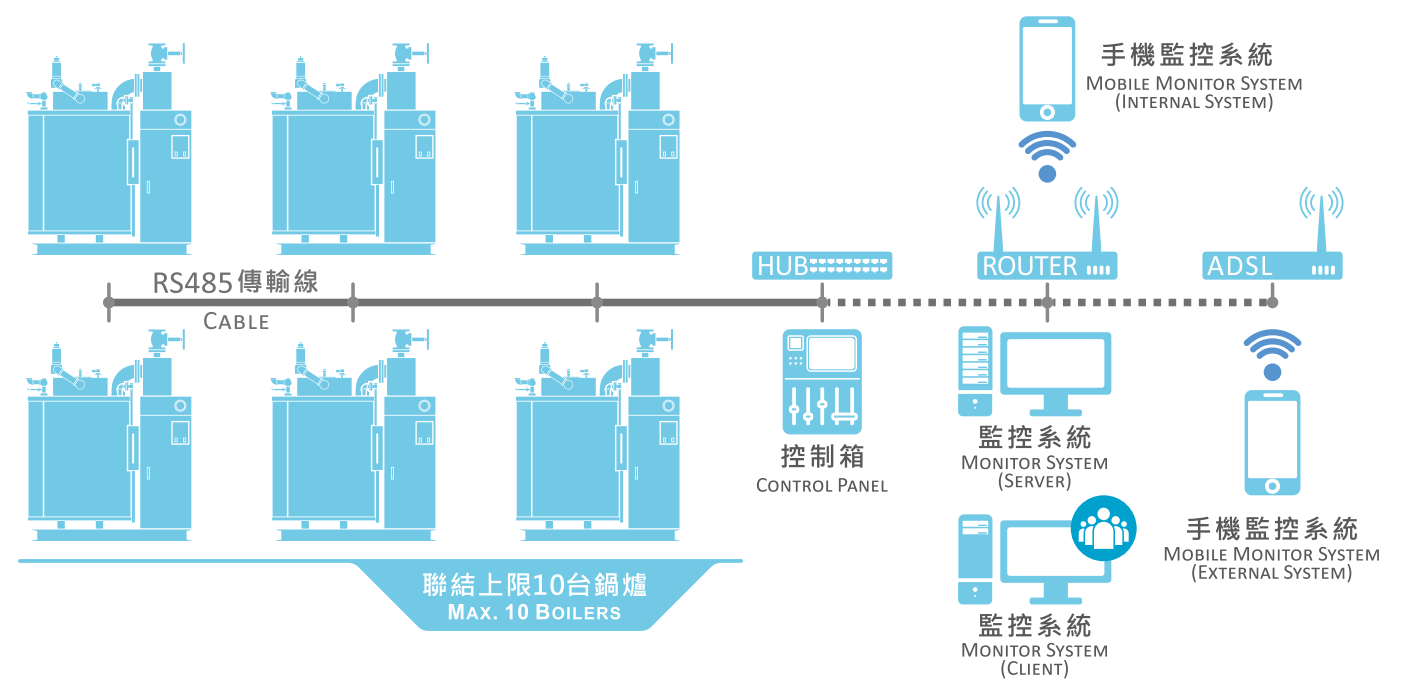 手機監控系統
MOBILE MONITOR SYSTEM
(INTERNAL SYSTEM)
HUB
ROUTER
ADSL
RS485傳輸線
CABLE
控制箱
CONTROL PANEL
監控系統
MONITOR SYSTEM
(SERVER)
手機監控系統
MOBILE MONITOR SYSTEM
(EXTERNAL SYSTEM)
聯結上限10台鍋爐
MAX. 10 BOILERS
監控系統
MONITOR SYSTEM
(CLIENT)